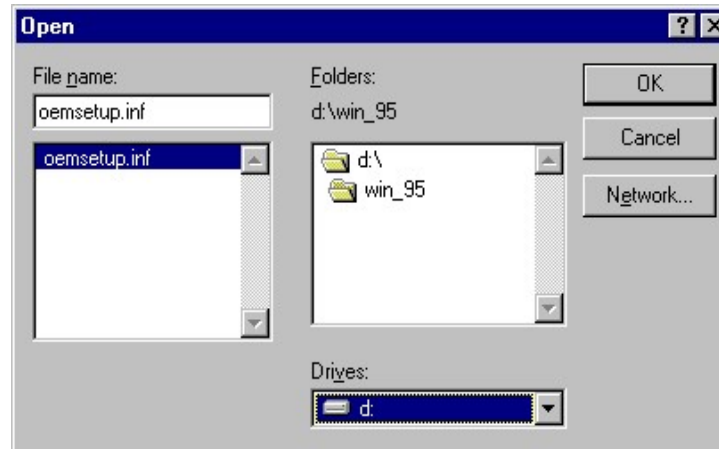 Open
File name:
oemsetup.inf
oemsetup.inf
Folders:
d:\win_95
d:\
win_95
Drives:
d:
OK
Cancel
Network...